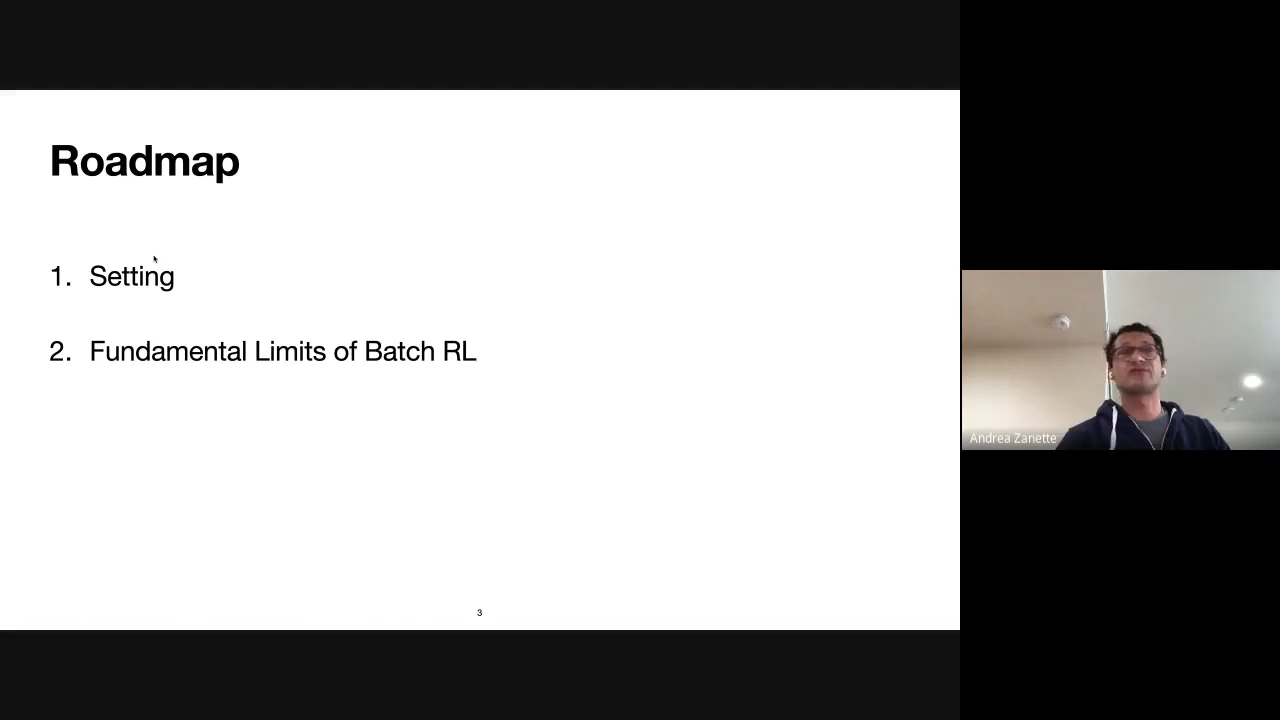 Roadmap
1. Setting
2. Fundamental Limits of Batch RL
3
Andrea Zanette